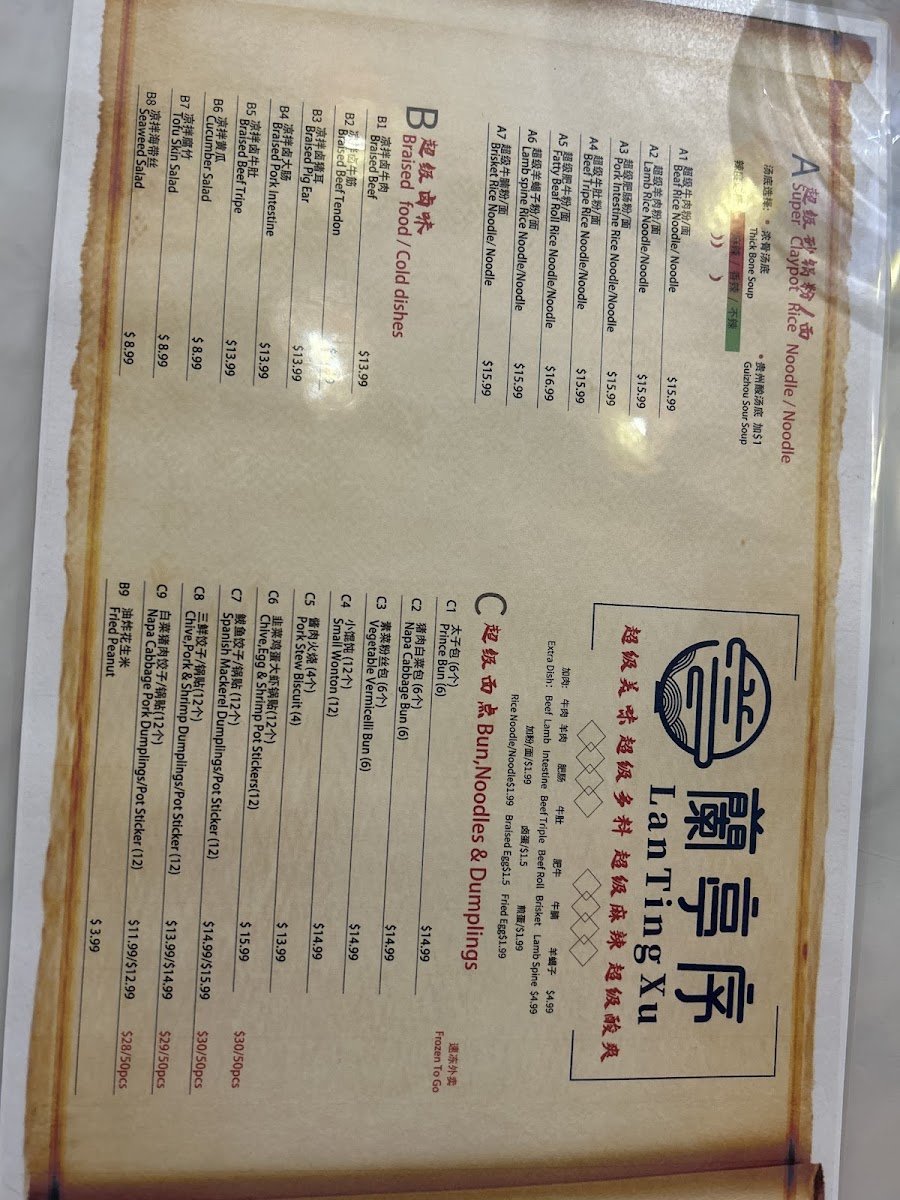 A 超级砂锅粉/面
Super Claypot Rice Noodle / Noodle
汤底选择: • 浓骨汤底
Thick Bone Soup
• 贵州酸汤底 加$1
Guizhou Sour Soup
/ 香辣 / 不辣
A1 超级牛肉粉/面
Beaf Rice Noodle / Noodle $15.99
A2 超级羊肉粉/面
Lamb Rice Noodle/Noodle $15.99
A3 超级肥肠粉/面
Pork Intestine Rice Noodle/Noodle $15.99
A4 超级牛肚粉/面
Beef Tripe Rice Noodle/Noodle $15.99
A5 超级肥牛粉/面
Fatty Beaf Roll Rice Noodle/Noodle $16.99
A6 超级羊蝎子粉/面
Lamb spine Rice Noodle/Noodle $15.99
A7 超级牛腩粉/面
Brisket Rice Noodle/ Noodle $15.99
B 超级卤味
Braised food / Cold dishes
B1 凉拌卤牛肉
Braised Beef $13.99
B2 牛筋
Braised Beef Tendon
B3 凉拌卤猪耳
Braised Pig Ear $13.99
B4 凉拌卤大肠
Braised Pork Intestine $13.99
B5 凉拌卤牛肚
Braised Beef Tripe $13.99
B6 凉拌黄瓜
Cucumber Salad $ 8.99
B7 凉拌腐竹
Tofu Skin Salad $ 8.99
B8 凉拌海带丝
Seaweed Salad $ 8.99
蘭亭序
LanTingXu
超级美味 超级多料 超级麻辣 超级酸爽
加肉: 牛肉 羊肉 肥肠 牛肚 肥牛 牛腩 羊蝎子 $4.99
Extra Dish: Beef Lamb Intestine Beef Triple Beef Roll Brisket Lamb Spine $4.99
加粉/面/$1.99 卤蛋/$1.5 煎蛋/$1.99
Rice Noodle/Noodle$1.99 Braised Egg$1.5 Fried Egg$1.99
C 超级面点 Bun,Noodles & Dumplings
速冻外卖
Frozen To Go
C1 太子包 (6个)
Prince Bun (6)
C2 猪肉白菜包 (6个)
Napa Cabbage Bun (6) $14.99
C3 素菜粉丝包 (6个)
Vegetable Vermicelli Bun (6) $14.99
C4 小馄饨 (12个)
Small Wonton (12) $14.99
C5 酱肉火烧 (4个)
Pork Stew Biscuit (4) $14.99
C6 韭菜鸡蛋大虾锅贴(12个)
Chive,Egg & Shrimp Pot Stickers(12) $ 13.99
C7 鲅鱼饺子/锅贴 (12个)
Spanish Mackerel Dumplings/Pot Sticker (12) $ 15.99 $30/50pcs
C8 三鲜饺子/锅贴(12个)
Chive,Pork & Shrimp Dumplings/Pot Sticker (12) $14.99/$15.99 $30/50pcs
C9 白菜猪肉饺子/锅贴(12个)
Napa Cabbage Pork Dumplings/Pot Sticker (12) $13.99/$14.99 $29/50pcs
$11.99/$12.99 $28/50pcs
B9 油炸花生米
Fried Peanut $ 3.99